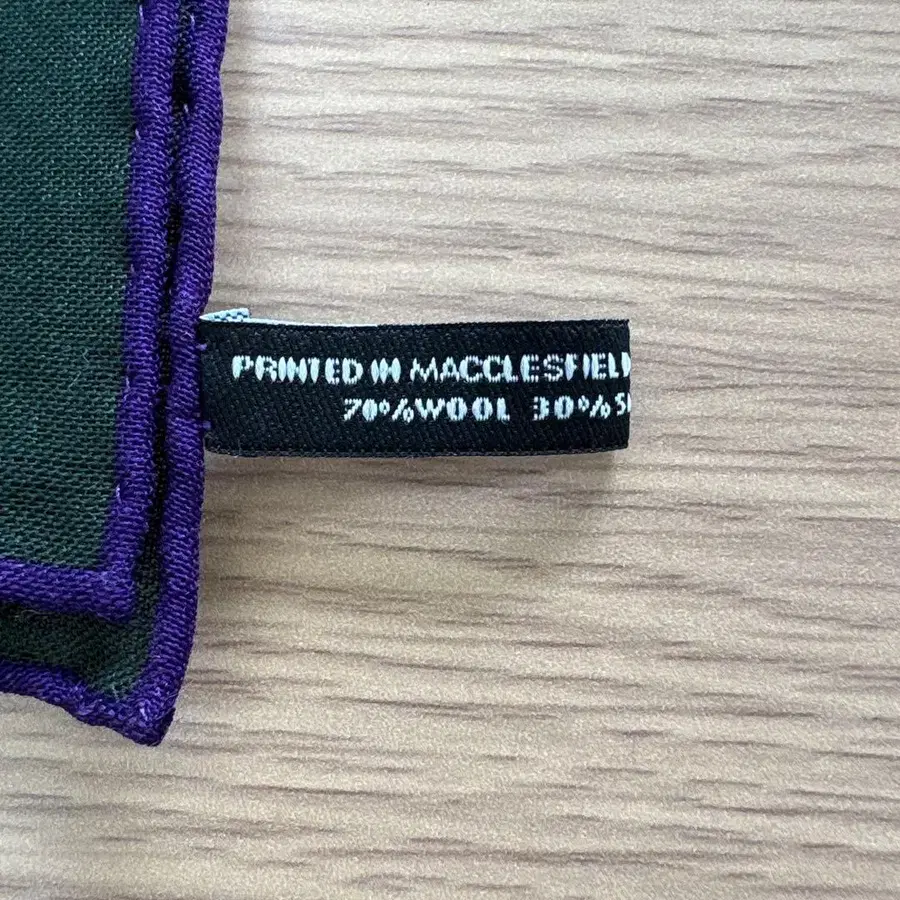 PRINTED IN MACCLESFIEL
70%WOOL 30%S